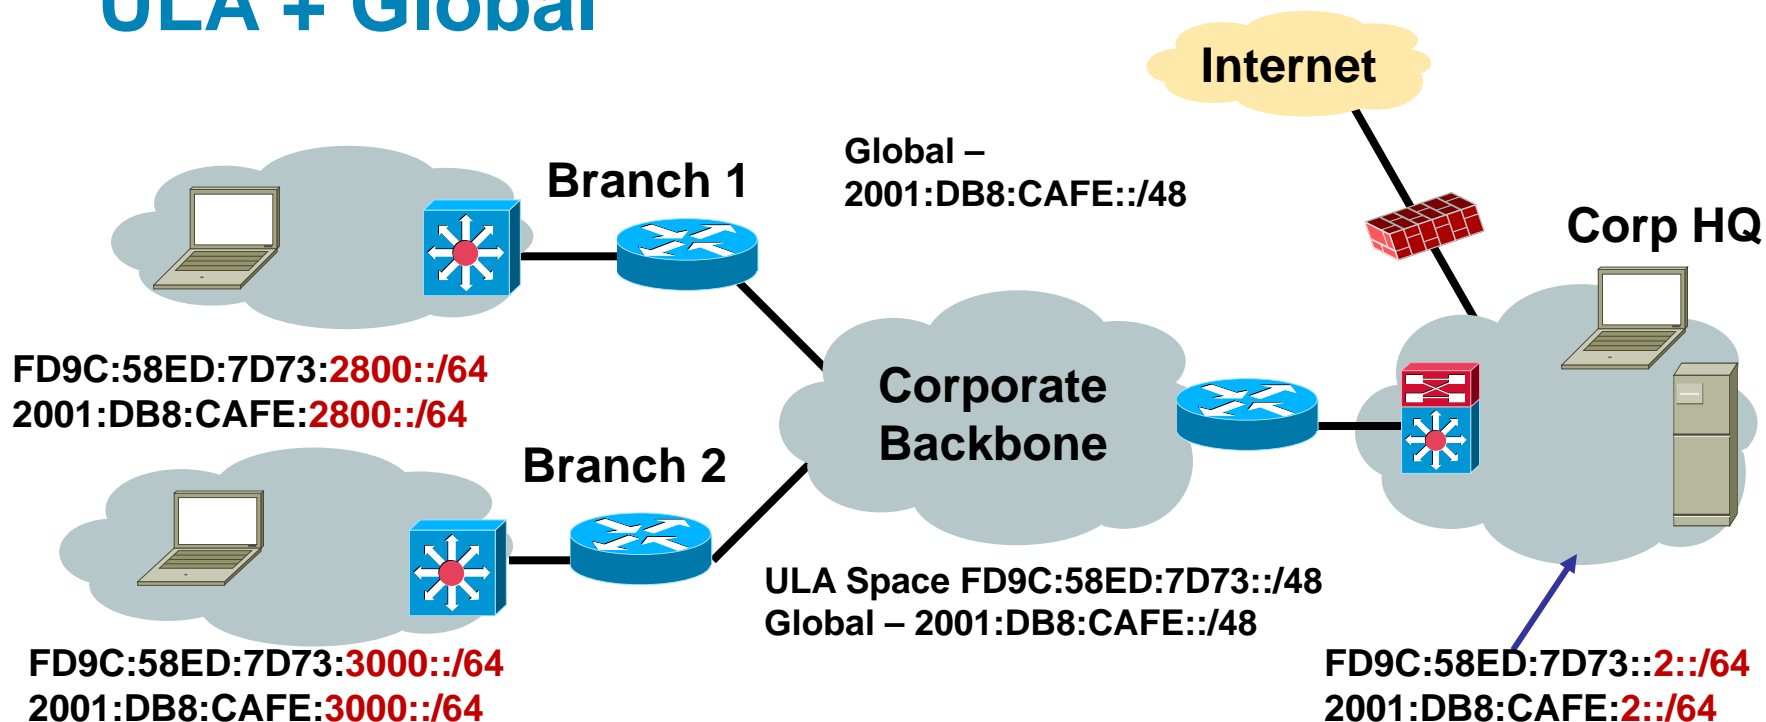 ULA + Global
Internet
Global –
2001:DB8:CAFE::/48
Branch 1
Corp HQ
FD9C:58ED:7D73:2800::/64
2001:DB8:CAFE:2800::/64
Corporate
Backbone
Branch 2
ULA Space FD9C:58ED:7D73::/48
Global – 2001:DB8:CAFE::/48
FD9C:58ED:7D73:3000::/64
2001:DB8:CAFE:3000::/64
FD9C:58ED:7D73::2::/64
2001:DB8:CAFE:2::/64